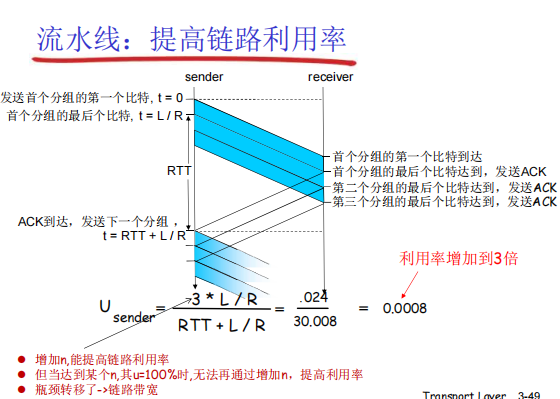 流水线：提高链路利用率
sender
receiver
发送首个分组的第一个比特, t = 0
首个分组的最后个比特, t = L / R
RTT
首个分组的第一个比特到达
首个分组的最后个比特达到，发送ACK
第二个分组的最后个比特达到，发送ACK
第三个分组的最后个比特达到，发送ACK
ACK到达，发送下一个分组，
t = RTT + L / R
利用率增加到3倍
U sender = 3 * L / R = .024 = 0.0008
RTT + L / R 30.008
增加n,能提高链路利用率
但当达到某个n,其u=100%时,无法再通过增加n，提高利用率
瓶颈转移了->链路带宽
Transport Layer 3-49